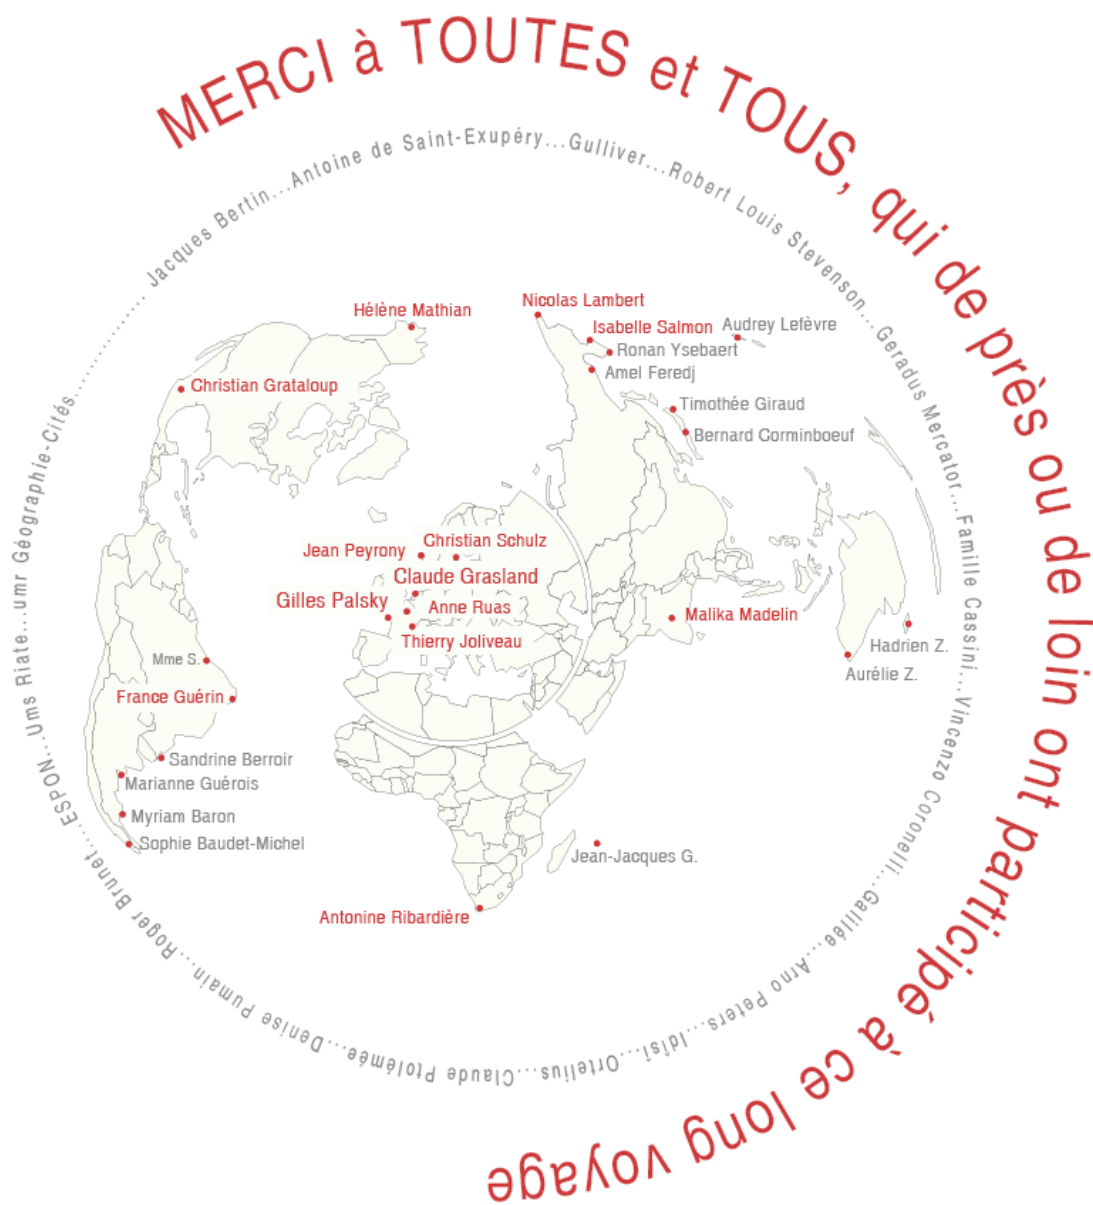 MERCI à TOUTES et TOUS, qui de près ou de loin ont participé à ce long voyage
Jacques Bertin...Antoine de Saint-Exupéry...Gulliver...Robert Louis Stevenson...Geradus Mercator...Famille Cassini...Vincenzo Coronelli...Galilée...Arno Peters...Idîsî...Ortelius...Claude Ptolémée...Denise Pumain...Roger Brunet...ESPON...Ums Riate...umr Géographie-Cités............
Nicolas Lambert
Hélène Mathian
Isabelle Salmon
Audrey Lefèvre
Ronan Ysebaert
Amel Feredj
Christian Grataloup
Timothée Giraud
Bernard Corminboeuf
Christian Schulz
Jean Peyrony
Claude Grasland
Gilles Palsky
Anne Ruas
Malika Madelin
Thierry Joliveau
Hadrien Z.
Mme S.
Aurélie Z.
France Guérin
Sandrine Berroir
Marianne Guérois
Myriam Baron
Sophie Baudet-Michel
Jean-Jacques G.
Antonine Ribardière